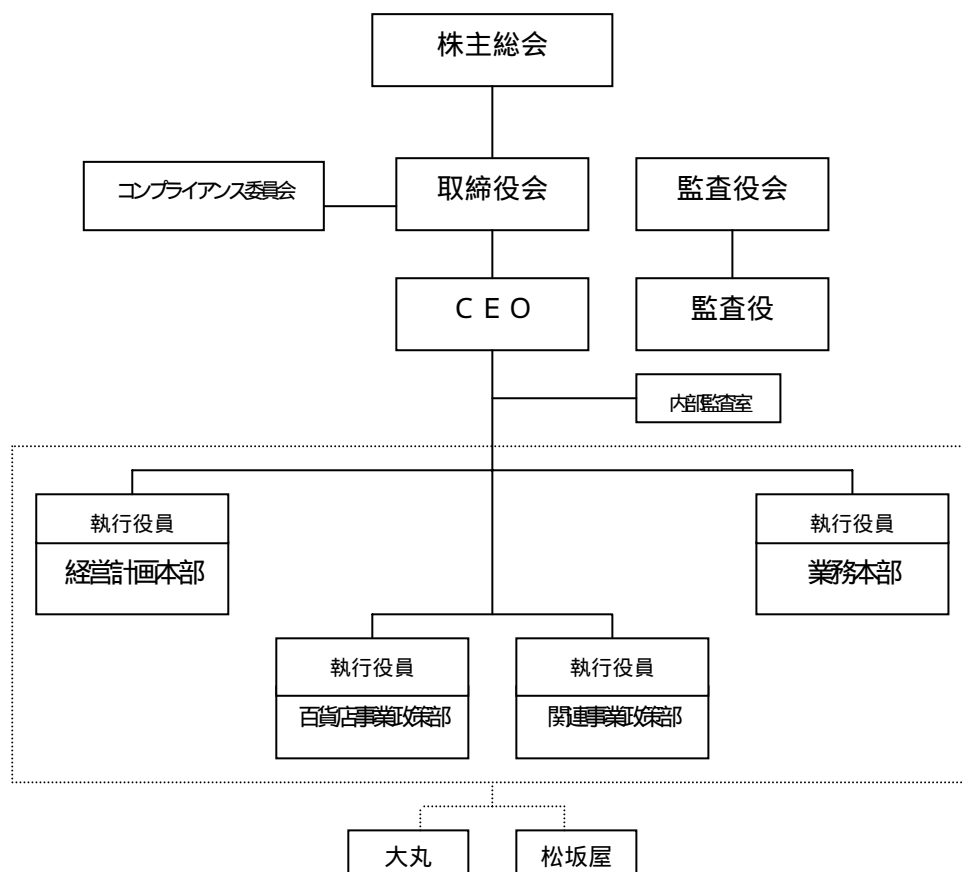 株主総会
コンプライアンス委員会
取締役会
監査役会
ＣＥＯ
監査役
内部監査室
執行役員
経営計画本部
執行役員
業務本部
執行役員
百貨店事業政策部
執行役員
関連事業政策部
大丸
松坂屋